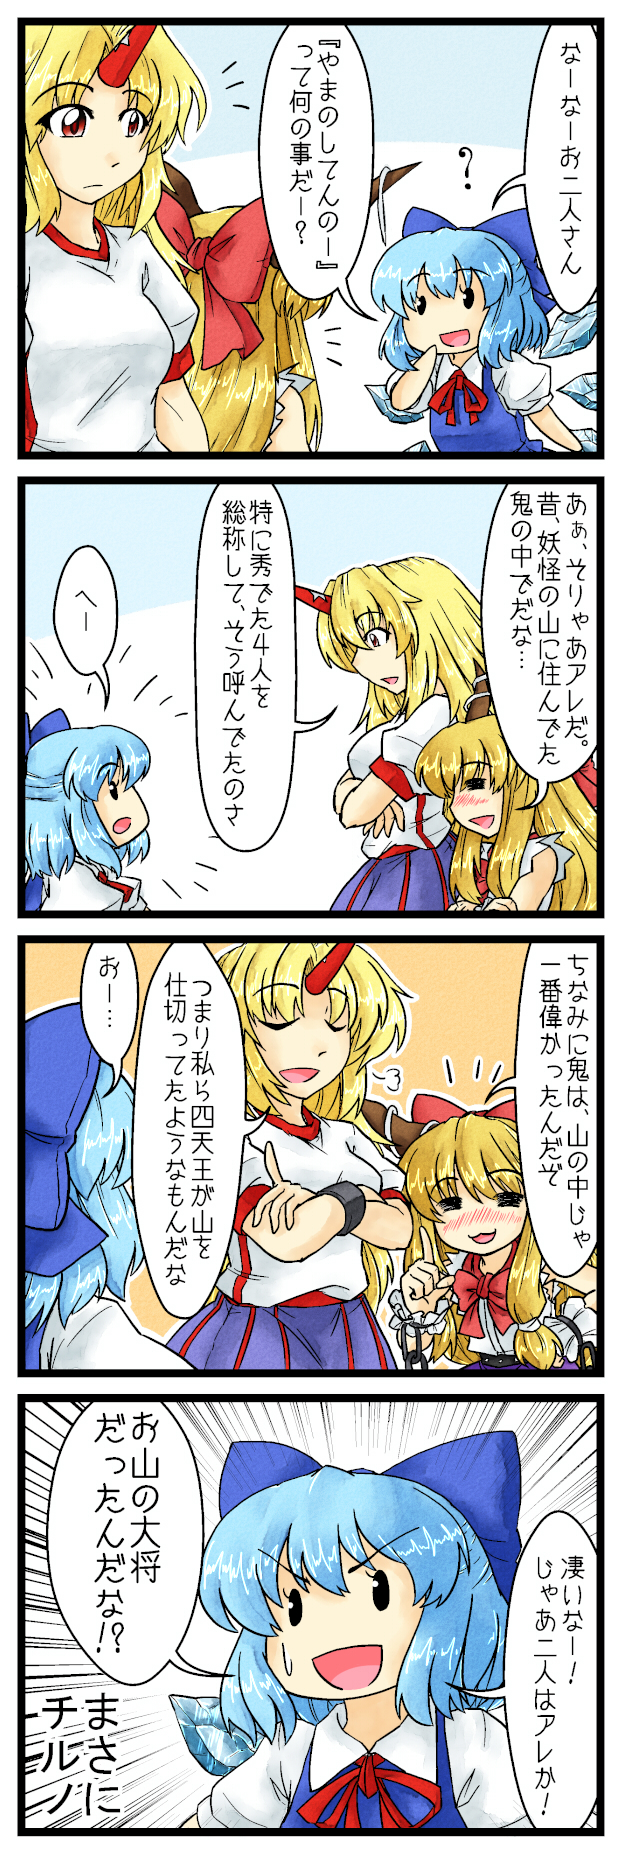 なーなーお二人さん
?
『やまのしてんのー』
って何の事だー?
あぁ、そりゃあアレだ。
昔、妖怪の山に住んでた
鬼の中でだな…
特に秀でた4人を
総称して、そう呼んでたのさ
へー
ちなみに鬼は、山の中じゃ
一番偉かったんだぞ
つまり私ら四天王が山を
仕切ってたようなもんだな
おー…
凄いなー!
じゃあ二人はアレか!
お山の大将
だったんだな!?
まさに
チルノ